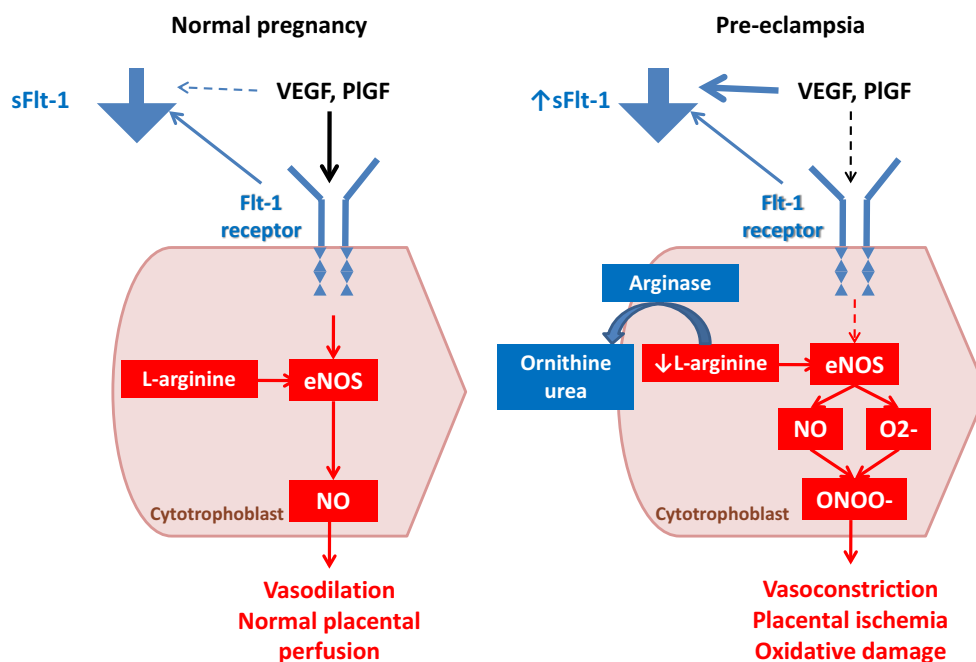 Normal pregnancy
sFlt-1
VEGF, PlGF
Flt-1
receptor
L-arginine
eNOS
NO
Cytotrophoblast
Vasodilation
Normal placental
perfusion
Pre-eclampsia
↑sFlt-1
VEGF, PlGF
Flt-1
receptor
Arginase
Ornithine
urea
↓L-arginine
eNOS
NO
O2-
ONOO-
Cytotrophoblast
Vasoconstriction
Placental ischemia
Oxidative damage